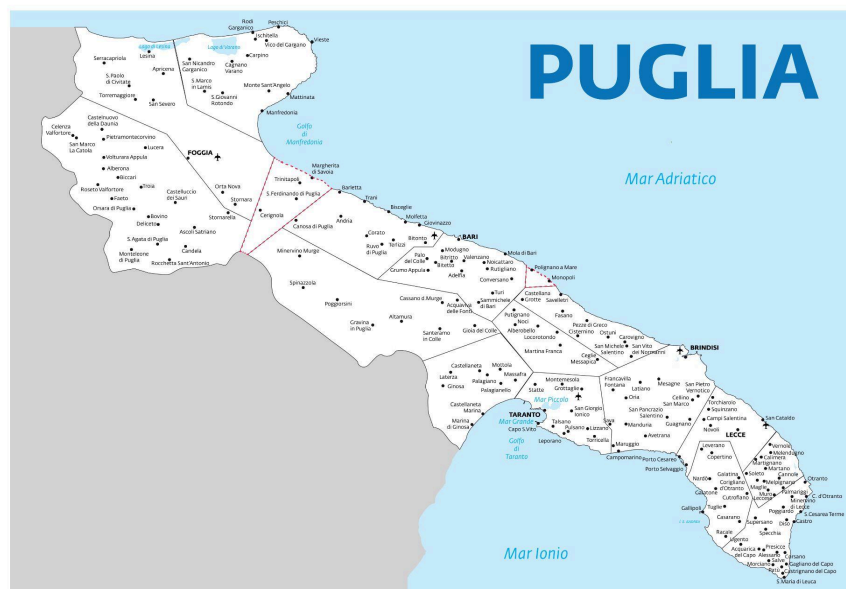 PUGLIA
Mar Adriatico
Mar Ionio
Golfo
di
Manfredonia
Golfo
di
Taranto
Mar Piccolo
Mar Grande
Lago di Varano
Rodi
Garganico
Peschici
Ischitella
Vico del Gargano
Vieste
Lesina
Carpino
Serracapriola
San Nicandro
Garganico
Cagnano
Varano
Apricena
S.Paolo
di Civitate
S.Marco
in Lamis
Monte Sant'Angelo
S.Giovanni
Rotondo
Mattinata
Torremaggiore
San Severo
Manfredonia
Castelnuovo
della Daunia
Celenza
Valfortore
Pietramontecorvino
San Marco
La Catola
Lucera
Volturara Appula
FOGGIA
Alberona
Biccari
Roseto Valfortore
Troia
Faeto
Castelluccio
dei Sauri
Orta Nova
Stornara
Orsara di Puglia
Bovino
Deliceto
Stornarella
Ascoli Satriano
S.Agata di Puglia
Candela
Monteleone
di Puglia
Rocchetta Sant'Antonio
Margherita
di Savoia
Trinitapoli
S.Ferdinando di Puglia
Cerignola
Canosa di Puglia
Barletta
Trani
Bisceglie
Molfetta
Giovinazzo
Andria
Corato
Ruvo
di Puglia
Terlizzi
Bitonto
BARI
Modugno
Palo
del Colle
Bitritto
Bitetto
Valenzano
Noicattaro
Rutigliano
Grumo Appula
Adelfia
Conversano
Mola di Bari
Polignano a Mare
Monopoli
Minervino Murge
Spinazzola
Poggiorsini
Cassano d.Murge
Acquaviva
delle Fonti
Turi
Sammichele
di Bari
Castellana
Grotte
Savelletri
Gravina
in Puglia
Altamura
Santeramo
in Colle
Gioia del Colle
Putignano
Noci
Alberobello
Locorotondo
Fasano
Pezze di Greco
Cisternino
Ostuni
Carovigno
Martina Franca
San Michele
Salentino
San Vito
dei Normanni
Ceglie
Messapica
BRINDISI
Castellaneta
Mottola
Laterza
Palagiano
Massafra
Ginosa
Palagianello
Castellaneta
Marina
Marina
di Ginosa
Statte
Montemesola
Grottaglie
TARANTO
San Giorgio
Ionico
Capo S.Vito
Talsano
Pulsano
Lizzano
Leporano
Torricella
Sava
Maruggio
Campomarino
Francavilla
Fontana
Latiano
Mesagne
Oria
San Pietro
Vernotico
Cellino
San Marco
Torchiarolo
Squinzano
San Pancrazio
Salentino
Manduria
Guagnano
Campi Salentina
Novoli
San Cataldo
Avetrana
LECCE
Porto Cesareo
Porto Selvaggio
Leverano
Copertino
Vernole
Melendugno
Calimera
Martignano
Martano
Nardò
Galatina
Soleto
Cannole
Otranto
Corigliano
d'Otranto
Melpignano
Maglie
Galatone
Cutrofiano
Muro
Leccese
Palmariggi
C. d'Otranto
Minervino
di Lecce
Gallipoli
Tuglie
Poggiardo
S.Cesarea Terme
Casarano
Supersano
Diso
Castro
Specchia
Racale
Ugento
Acquarica
del Capo
Presicce
Alessano
Corsano
Salve
Morciano
Gagliano del Capo
Patù
Castrignano del Capo
S.Maria di Leuca